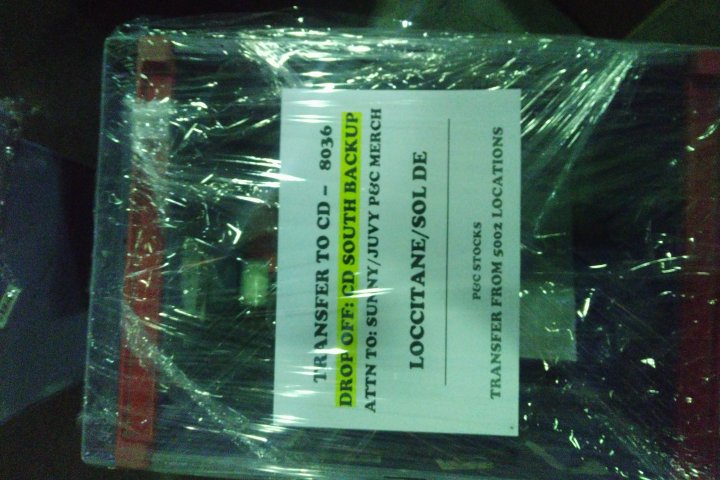 TRANSFER TO CD – 8036
DROP OFF: CD SOUTH BACKUP
ATTN TO: SUNNY/JUVY P&C MERCH
LOCCITANE/SOL DE
P&C STOCKS
TRANSFER FROM 5002 LOCATIONS